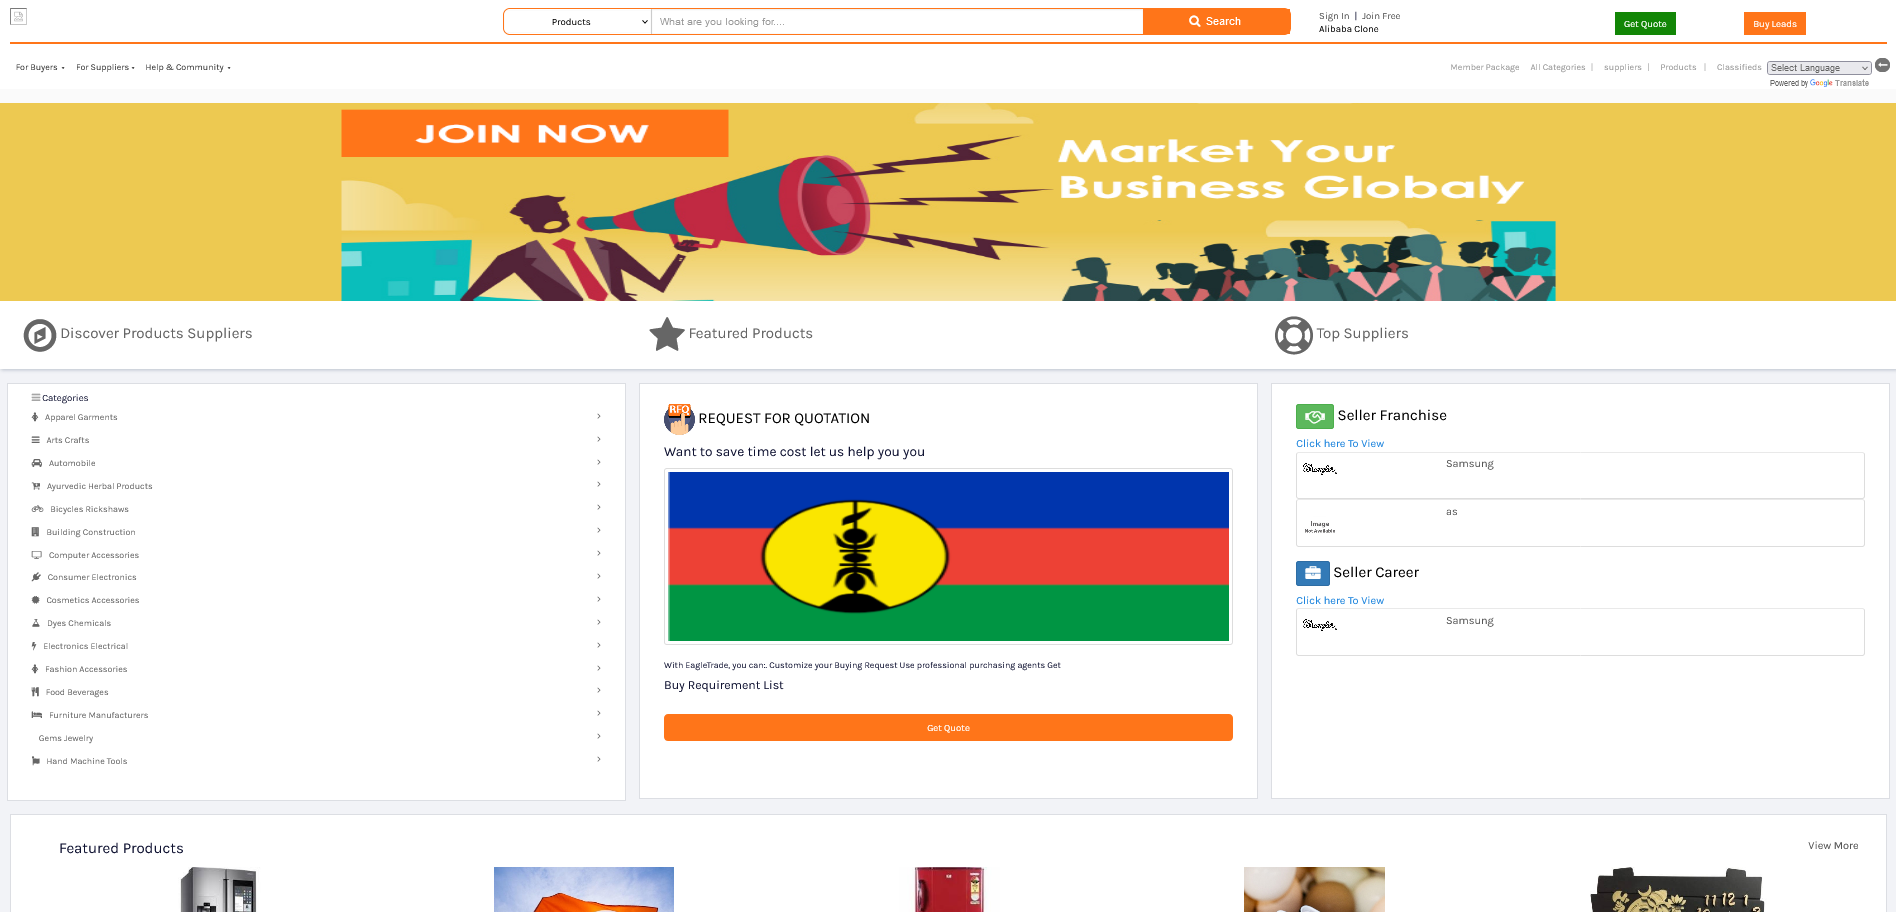 Products
What are you looking for....
Search
Sign In | Join Free
Alibaba Clone
Get Quote
Buy Leads
For Buyers
For Suppliers
Help & Community
Member Package
All Categories |
suppliers |
Products |
Classifieds
Select Language
Powered by Google Translate
JOIN NOW
Market Your
Business Globaly
Discover Products Suppliers
Featured Products
Top Suppliers
Categories
Apparel Garments
Arts Crafts
Automobile
Ayurvedic Herbal Products
Bicycles Rickshaws
Building Construction
Computer Accessories
Consumer Electronics
Cosmetics Accessories
Dyes Chemicals
Electronics Electrical
Fashion Accessories
Food Beverages
Furniture Manufacturers
Gems Jewelry
Hand Machine Tools
RFQ
REQUEST FOR QUOTATION
Want to save time cost let us help you you
With EagleTrade, you can:. Customize your Buying Request Use professional purchasing agents Get
Buy Requirement List
Get Quote
Seller Franchise
Click here To View
Samsung
Image
Not Available
as
Seller Career
Click here To View
Samsung
Featured Products
View More
11 12 1